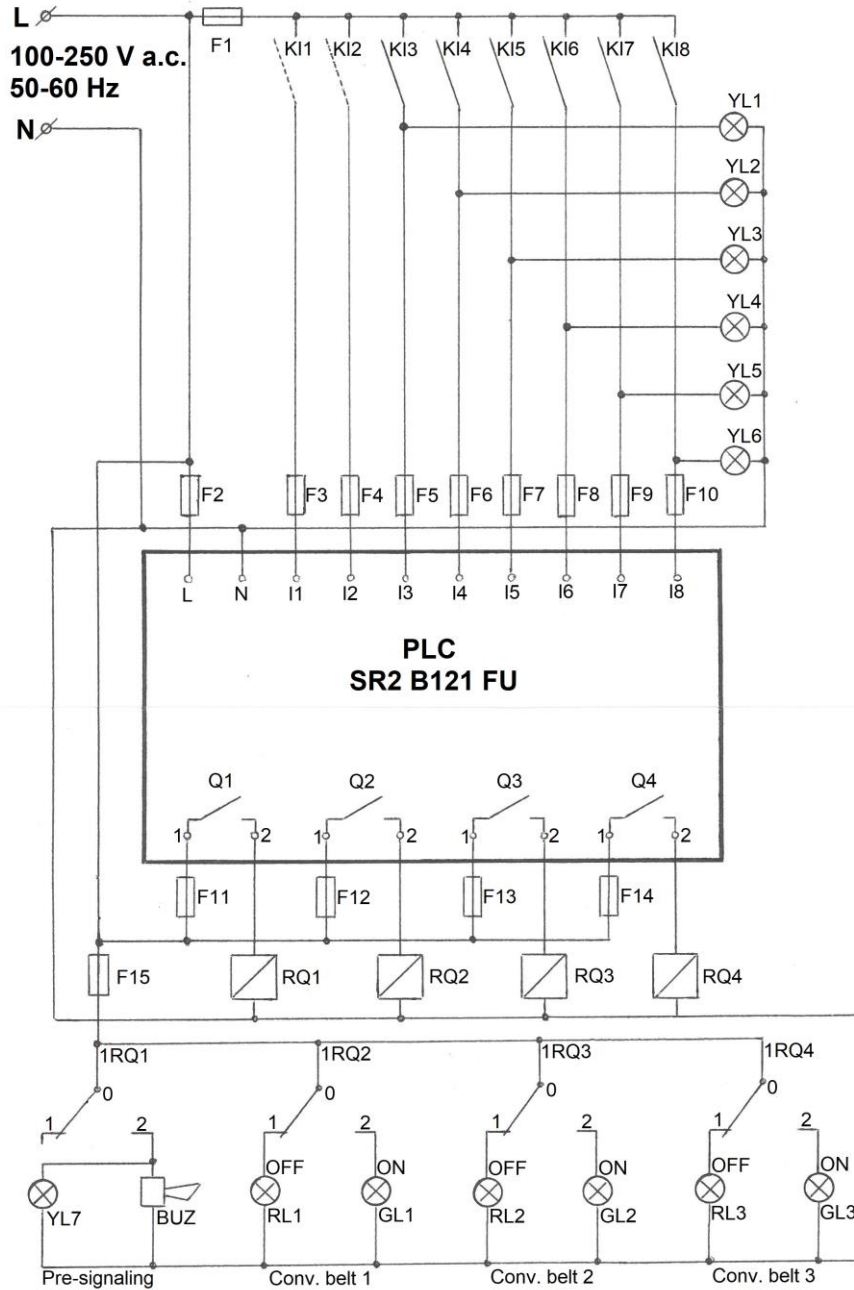 L F1 KI1 KI2 KI3 KI4 KI5 KI6 KI7 KI8
100-250 V a.c.
50-60 Hz
N
YL1
YL2
YL3
YL4
YL5
YL6
F2 F3 F4 F5 F6 F7 F8 F9 F10
L N I1 I2 I3 I4 I5 I6 I7 I8
PLC
SR2 B121 FU
Q1 Q2 Q3 Q4
1 2 1 2 1 2 1 2
F11 F12 F13 F14
F15 RQ1 RQ2 RQ3 RQ4
1RQ1 1RQ2 1RQ3 1RQ4
0 0 0 0
1 2 1 2 1 2 1 2
OFF ON OFF ON OFF ON
YL7 BUZ RL1 GL1 RL2 GL2 RL3 GL3
Pre-signaling Conv. belt 1 Conv. belt 2 Conv. belt 3